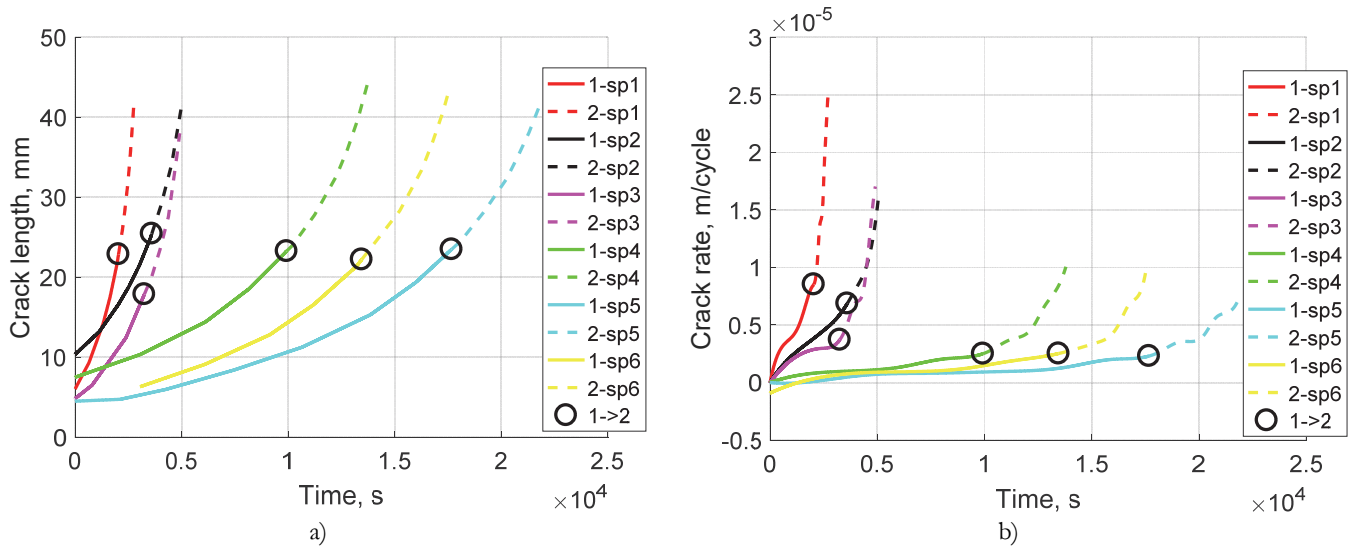 50
40
30
20
10
0
Crack length, mm
0
0.5
1
1.5
2
2.5
×10⁴
Time, s
1-sp1
2-sp1
1-sp2
2-sp2
1-sp3
2-sp3
1-sp4
2-sp4
1-sp5
2-sp5
1-sp6
2-sp6
1->2
a)
×10⁻⁵
3
2.5
2
1.5
1
0.5
0
-0.5
Crack rate, m/cycle
0
0.5
1
1.5
2
2.5
×10⁴
Time, s
1-sp1
2-sp1
1-sp2
2-sp2
1-sp3
2-sp3
1-sp4
2-sp4
1-sp5
2-sp5
1-sp6
2-sp6
1->2
b)